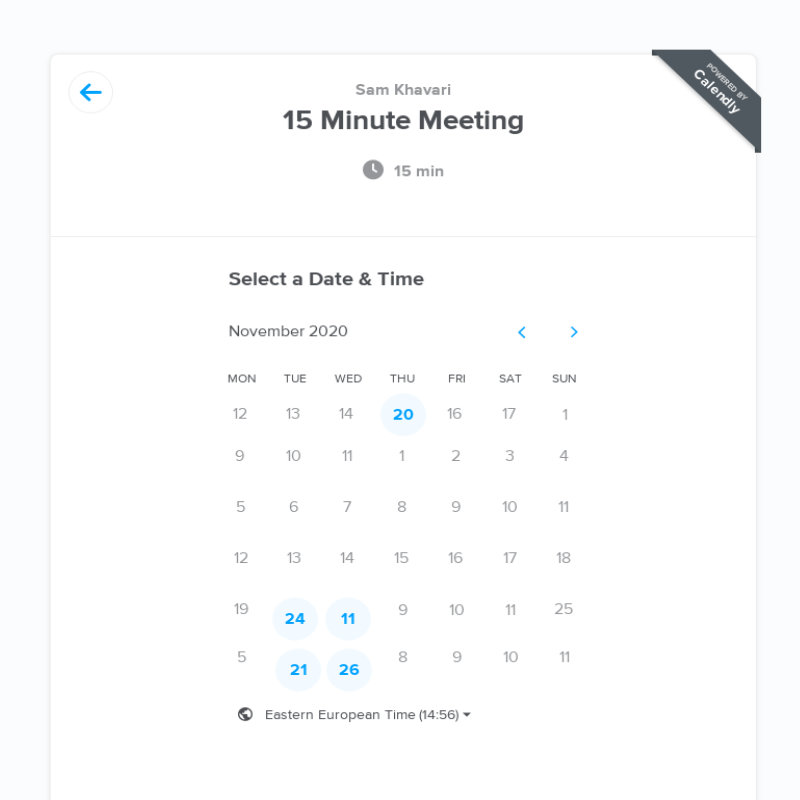 Sam Khavari
15 Minute Meeting
15 min
POWERED BY
Calendly
Select a Date & Time
November 2020
MON TUE WED THU FRI SAT SUN
12 13 14 20 16 17 1
9 10 11 1 2 3 4
5 6 7 8 9 10 11
12 13 14 15 16 17 18
19 24 11 9 10 11 25
5 21 26 8 9 10 11
Eastern European Time (14:56)